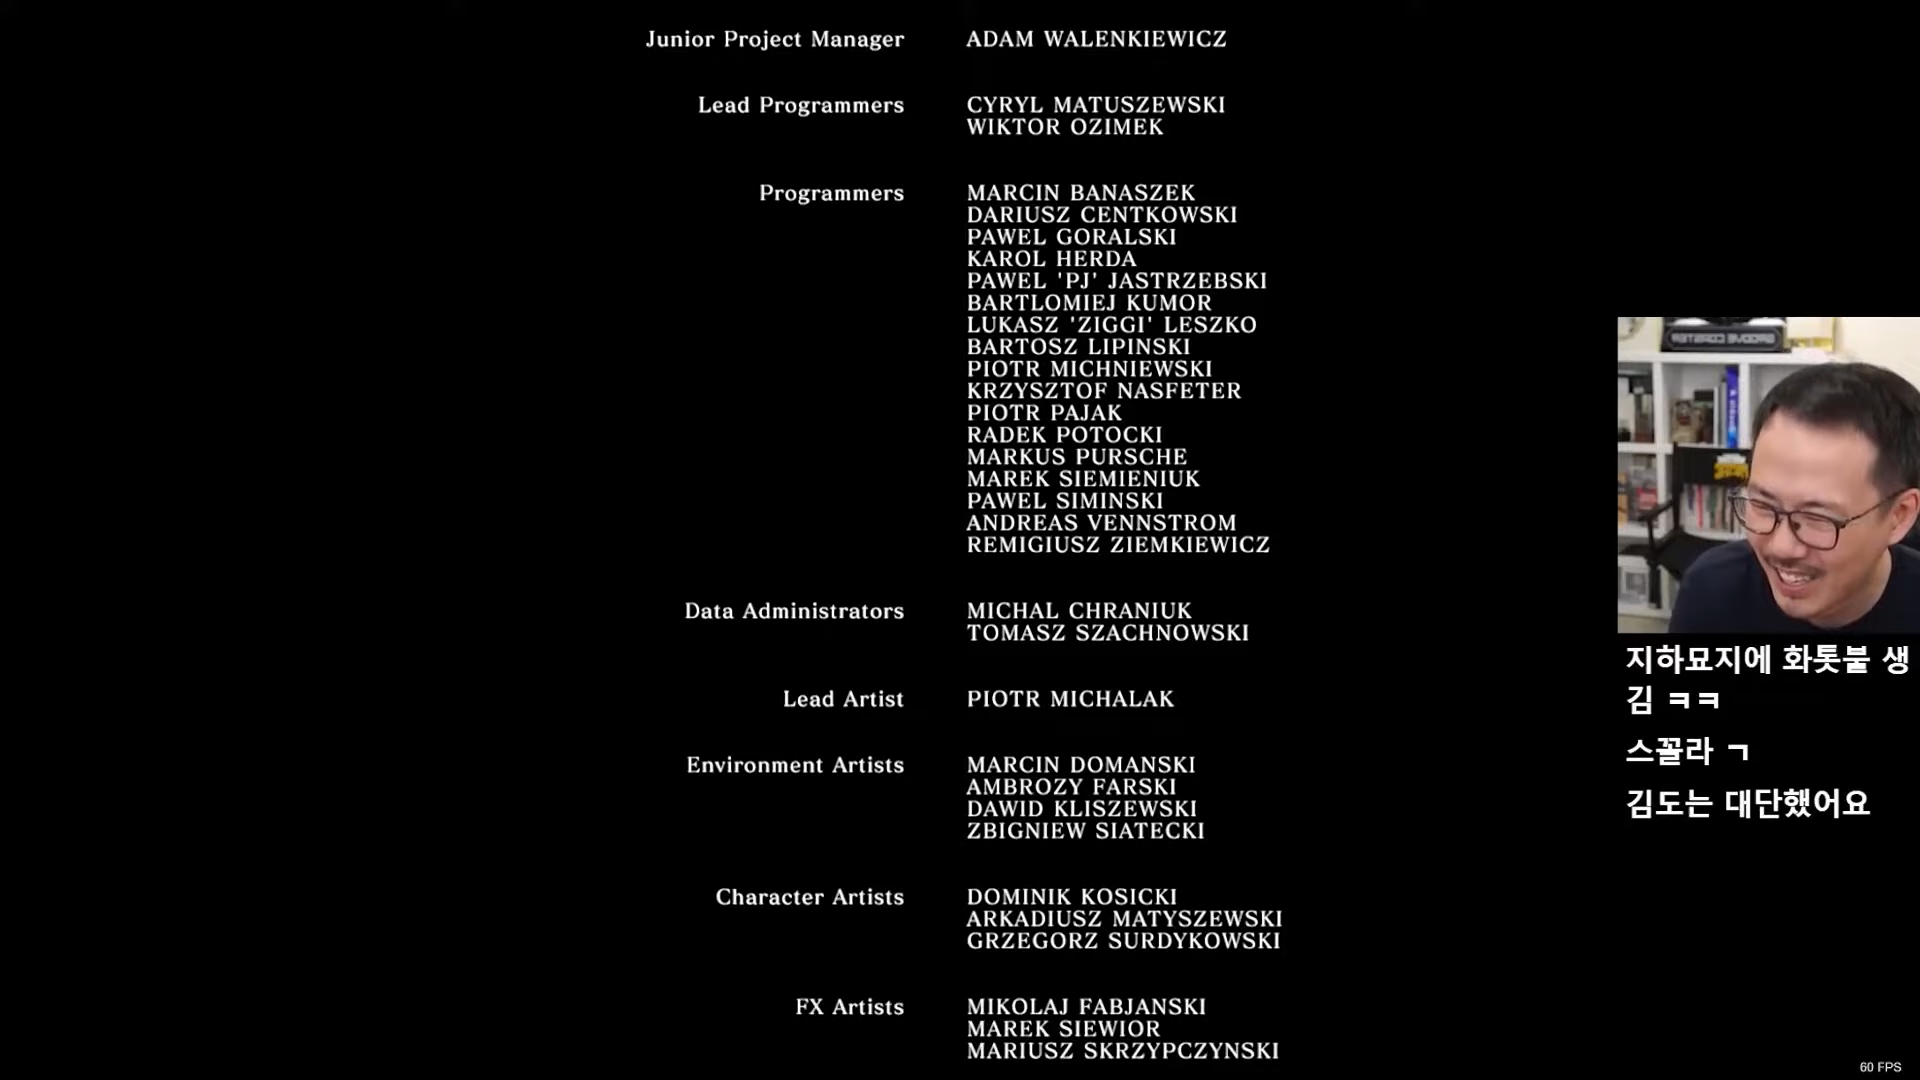 Junior Project Manager ADAM WALENKIEWICZ
Lead Programmers CYRYL MATUSZEWSKI
WIKTOR OZIMEK
Programmers MARCIN BANASZEK
DARIUSZ CENTKOWSKI
PAWEL GORALSKI
KAROL HERDA
PAWEL 'PJ' JASTRZEBSKI
BARTLOMIEJ KUMOR
LUKASZ 'ZIGGI' LESZKO
BARTOSZ LIPINSKI
PIOTR MICHNIEWSKI
KRZYSZTOF NASFETER
PIOTR PAJAK
RADEK POTOCKI
MARKUS PURSCHE
MAREK SIEMIENIUK
PAWEL SIMINSKI
ANDREAS VENNSTROM
REMIGIUSZ ZIEMKIEWICZ
Data Administrators MICHAL CHRANIUK
TOMASZ SZACHNOWSKI
Lead Artist PIOTR MICHALAK
Environment Artists MARCIN DOMANSKI
AMBROZY FARSKI
DAWID KLISZEWSKI
ZBIGNIEW SIATECKI
Character Artists DOMINIK KOSICKI
ARKADIUSZ MATYSZEWSKI
GRZEGORZ SURDYKOWSKI
FX Artists MIKOLAJ FABJANSKI
MAREK SIEWIOR
MARIUSZ SKRZYPCZYNSKI
지하묘지에 화톳불 생
김 ㅋㅋ
스꼴라 ㄱ
김도는 대단했어요
60 FPS